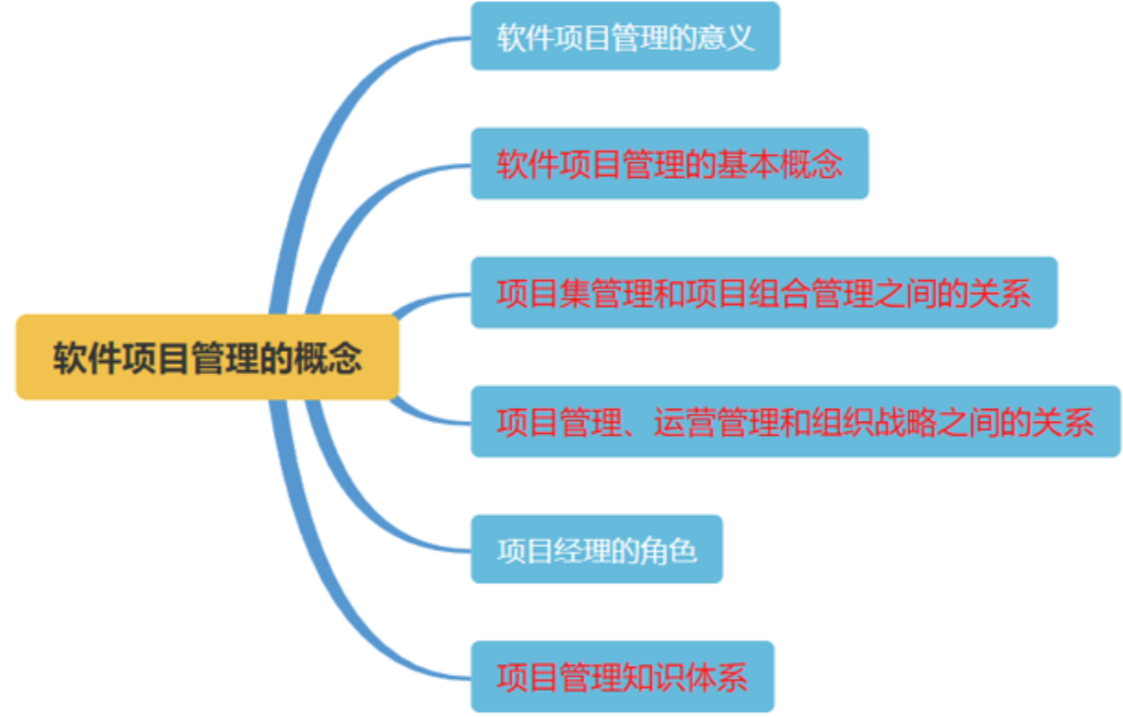 软件项目管理的意义
软件项目管理的基本概念
项目集管理和项目组合管理之间的关系
软件项目管理的概念
项目管理、运营管理和组织战略之间的关系
项目经理的角色
项目管理知识体系